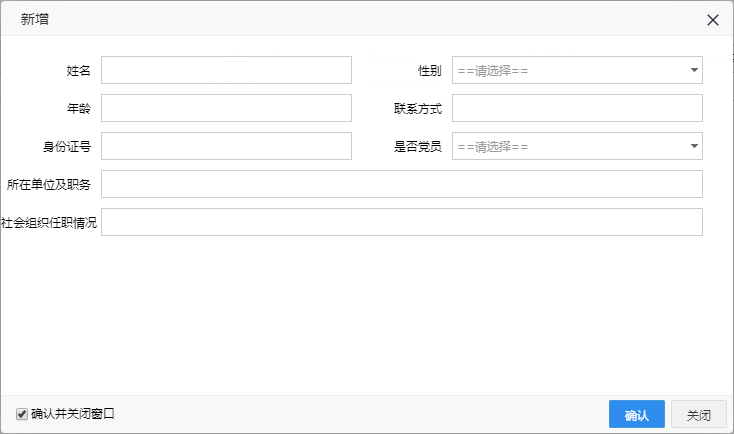 新增
姓名
性别 ==请选择==
年龄
联系方式
身份证号
是否党员 ==请选择==
所在单位及职务
社会组织任职情况
确认并关闭窗口
确认
关闭